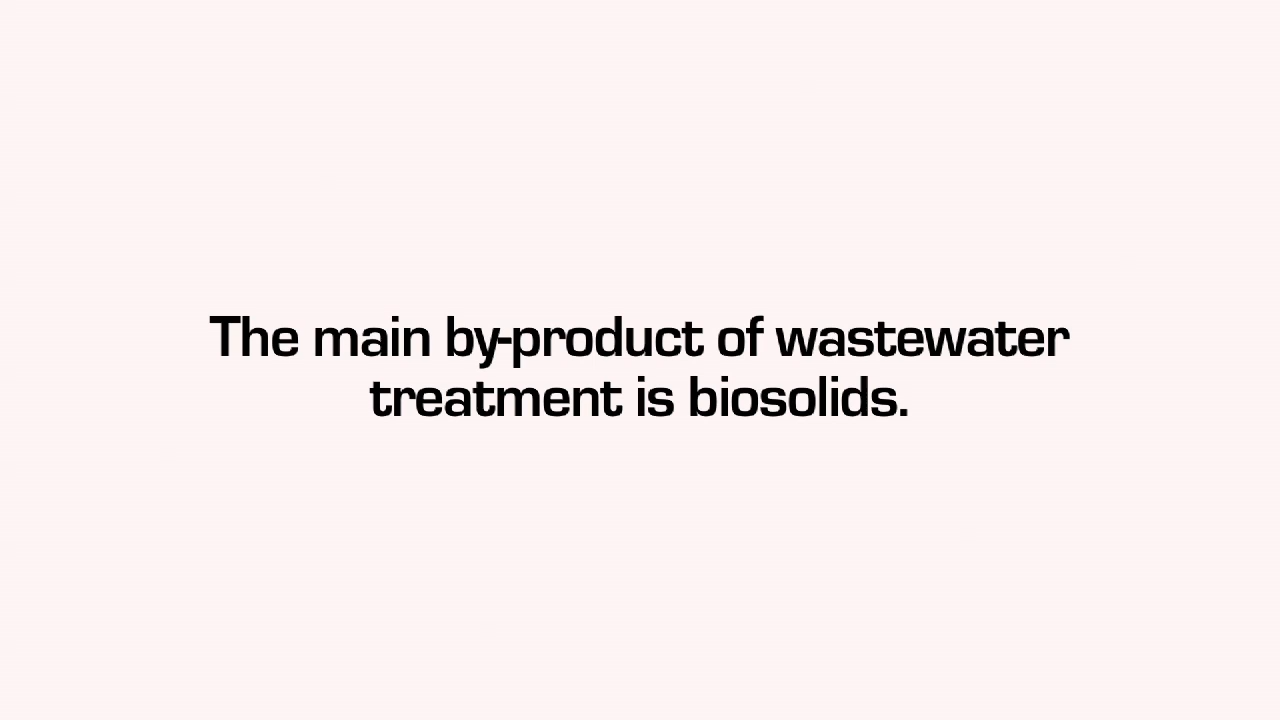 The main by-product of wastewater
treatment is biosolids.